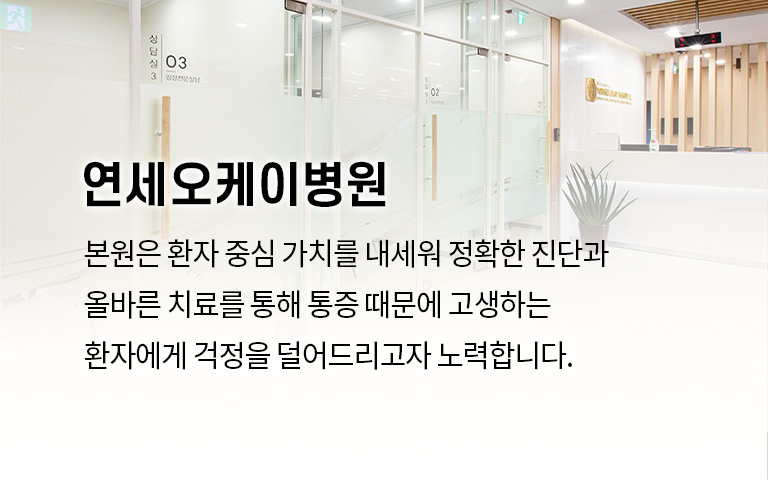 상담실 3
03
임상전문상담
02
연세오케이병원
본원은 환자 중심 가치를 내세워 정확한 진단과
올바른 치료를 통해 통증 때문에 고생하는
환자에게 걱정을 덜어드리고자 노력합니다.